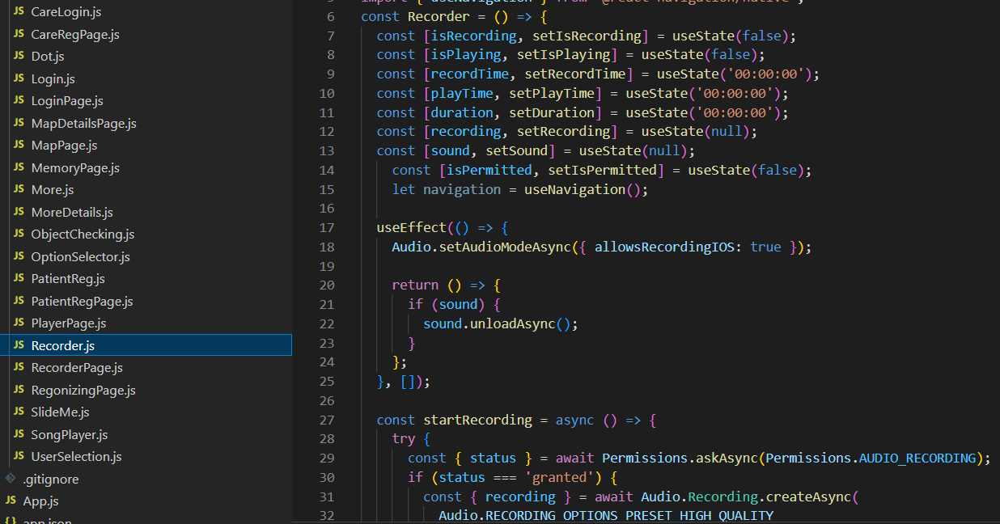 JS CareLogin.js
JS CareRegPage.js
JS Dot.js
JS Login.js
JS LoginPage.js
JS MapDetailsPage.js
JS MapPage.js
JS MemoryPage.js
JS More.js
JS MoreDetails.js
JS ObjectChecking.js
JS OptionSelector.js
JS PatientReg.js
JS PatientRegPage.js
JS PlayerPage.js
JS Recorder.js
JS RecorderPage.js
JS RegonizingPage.js
JS SlideMe.js
JS SongPlayer.js
JS UserSelection.js
.gitignore
JS App.js
{} app.json
5 import { useNavigation } from '@react-navigation/native';
6 const Recorder = () => {
7 const [isRecording, setIsRecording] = useState(false);
8 const [isPlaying, setIsPlaying] = useState(false);
9 const [recordTime, setRecordTime] = useState('00:00:00');
10 const [playTime, setPlayTime] = useState('00:00:00');
11 const [duration, setDuration] = useState('00:00:00');
12 const [recording, setRecording] = useState(null);
13 const [sound, setSound] = useState(null);
14 const [isPermitted, setIsPermitted] = useState(false);
15 let navigation = useNavigation();
16
17 useEffect(() => {
18 Audio.setAudioModeAsync({ allowsRecordingIOS: true });
19
20 return () => {
21 if (sound) {
22 sound.unloadAsync();
23 }
24 };
25 }, []);
26
27 const startRecording = async () => {
28 try {
29 const { status } = await Permissions.askAsync(Permissions.AUDIO_RECORDING);
30 if (status === 'granted') {
31 const { recording } = await Audio.Recording.createAsync(
32 Audio.RECORDING_OPTIONS_PRESET_HIGH_QUALITY